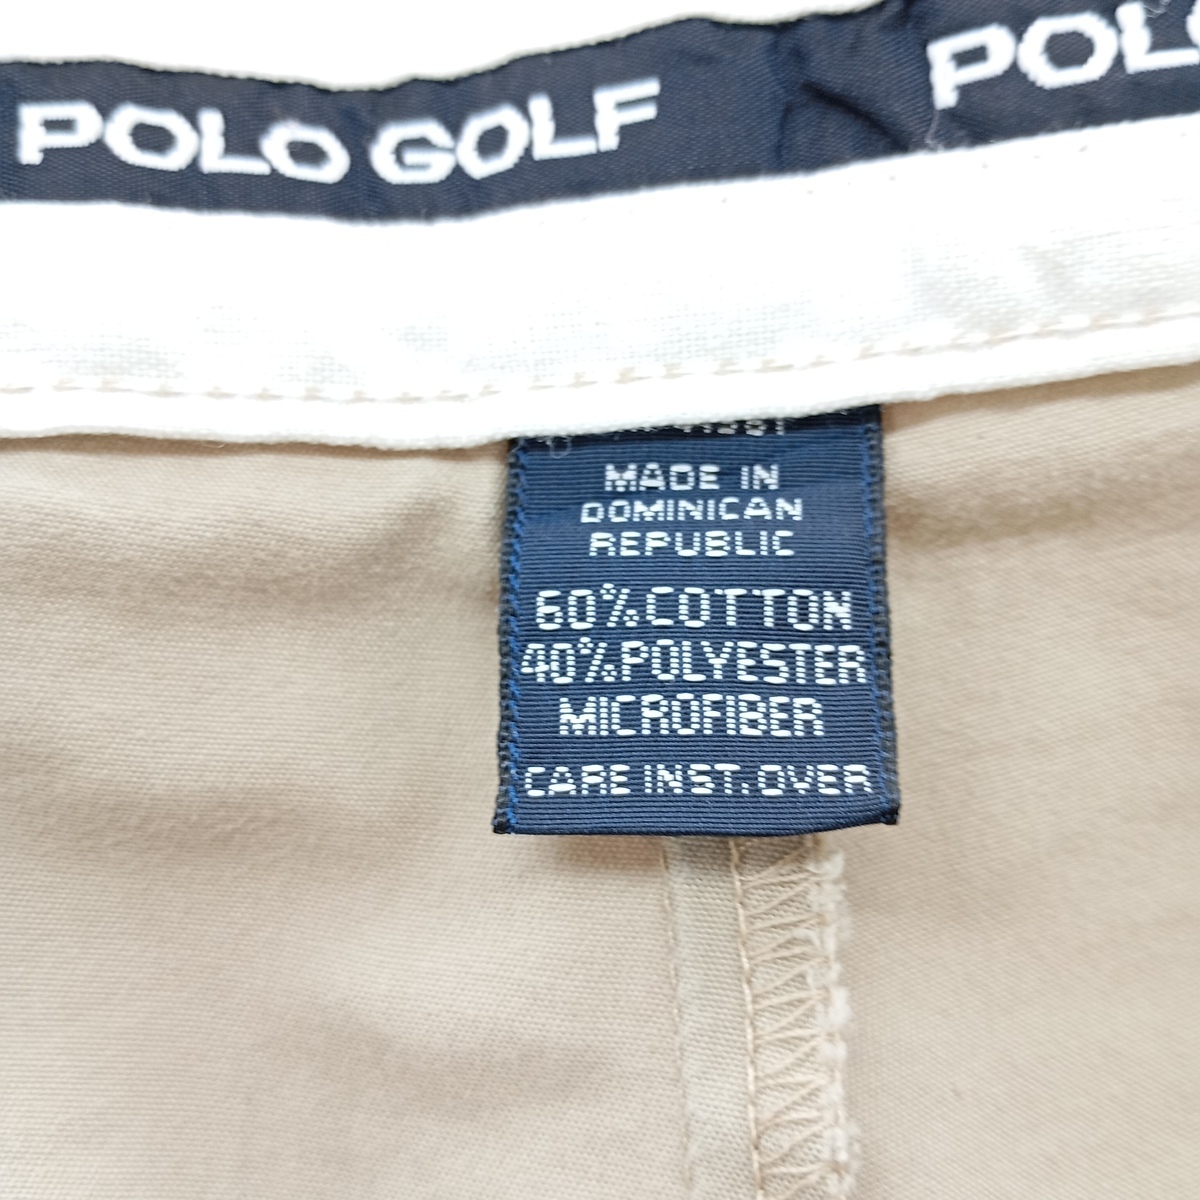 POLO GOLF POLO
MADE IN
DOMINICAN
REPUBLIC
60% COTTON
40% POLYESTER
MICROFIBER
CARE INST. OVER